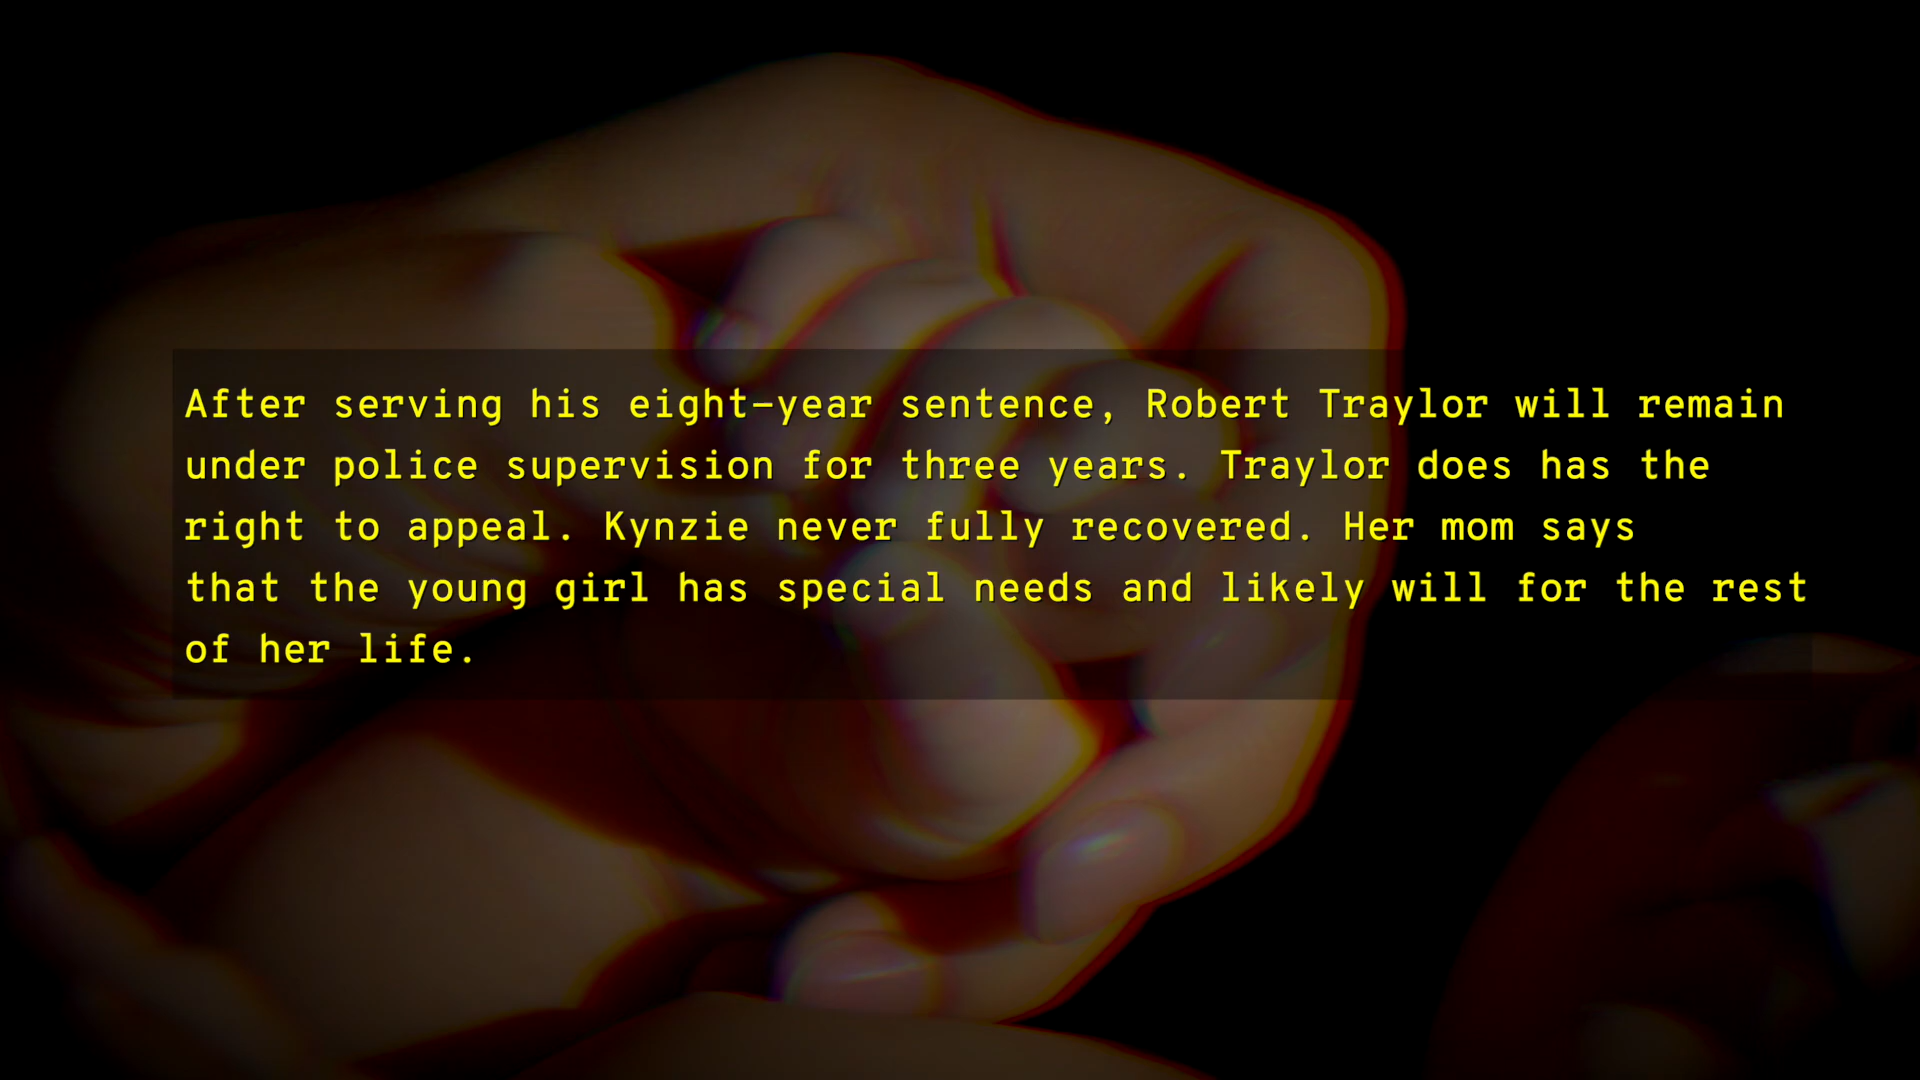 After serving his eight-year sentence, Robert Traylor will remain
under police supervision for three years. Traylor does has the
right to appeal. Kynzie never fully recovered. Her mom says
that the young girl has special needs and likely will for the rest
of her life.